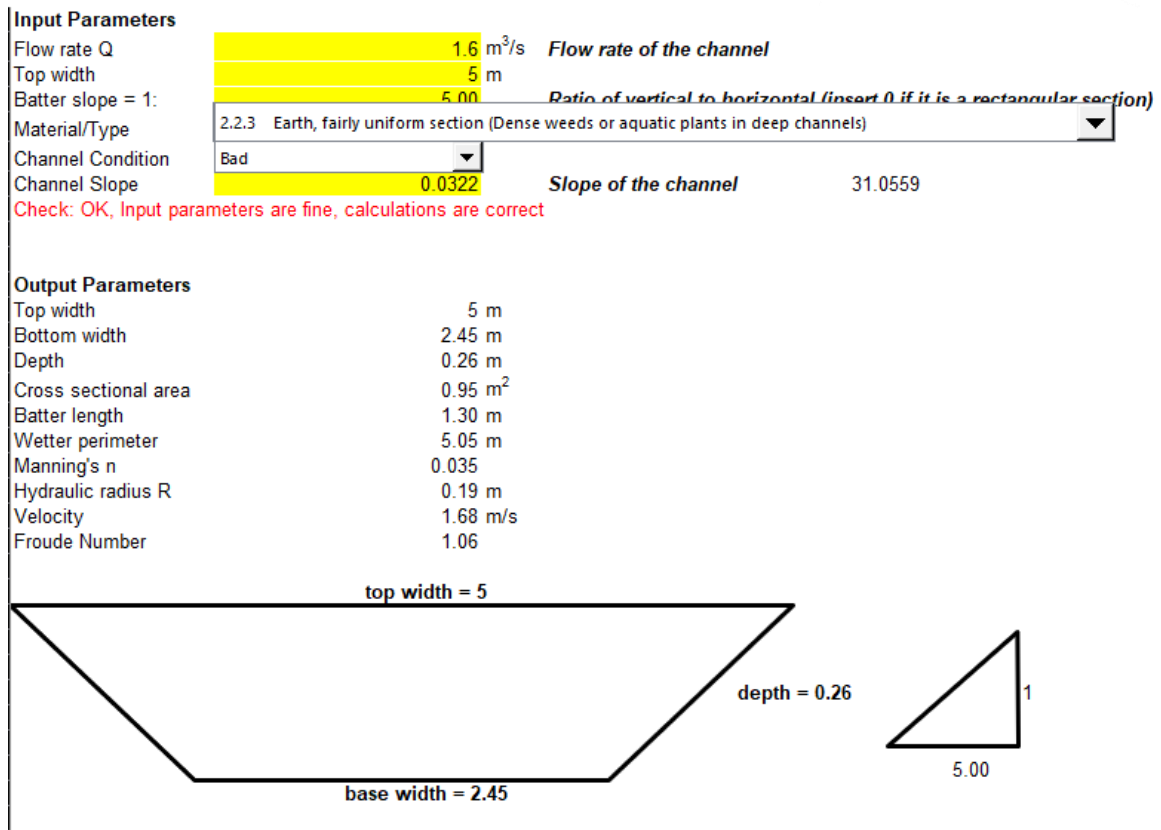 Input Parameters
Flow rate Q 1.6 m³/s Flow rate of the channel
Top width 5 m
Batter slope = 1: 5.00 Ratio of vertical to horizontal (insert 0 if it is a rectangular section)
Material/Type 2.2.3 Earth, fairly uniform section (Dense weeds or aquatic plants in deep channels)
Channel Condition Bad
Channel Slope 0.0322 Slope of the channel 31.0559
Check: OK, Input parameters are fine, calculations are correct
Output Parameters
Top width 5 m
Bottom width 2.45 m
Depth 0.26 m
Cross sectional area 0.95 m²
Batter length 1.30 m
Wetter perimeter 5.05 m
Manning's n 0.035
Hydraulic radius R 0.19 m
Velocity 1.68 m/s
Froude Number 1.06
top width = 5
depth = 0.26
1
5.00
base width = 2.45